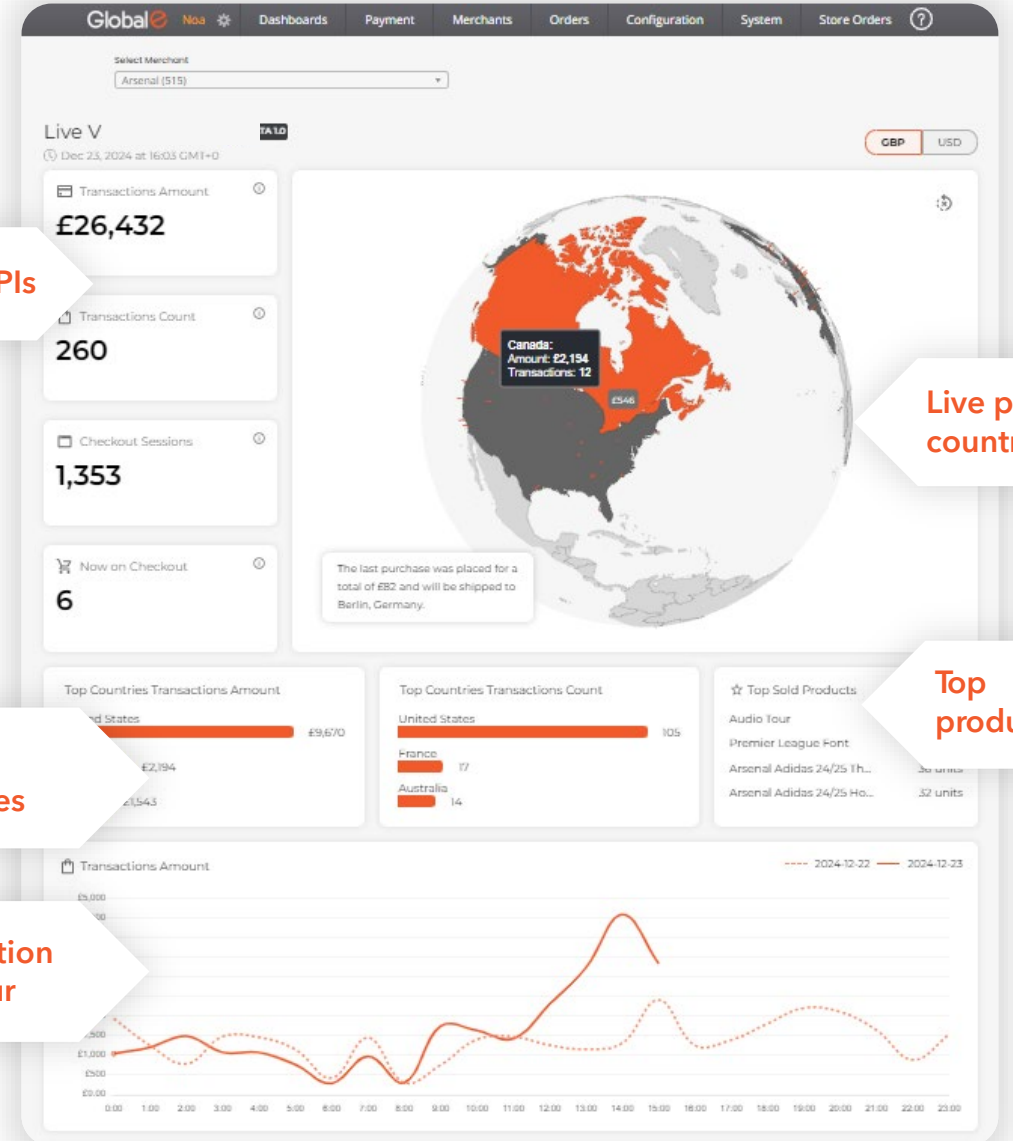 Globale Noa Dashboards Payment Merchants Orders Configuration System Store Orders ?
Select Merchant
Arsenal (515)
Live V TA 1.0
Dec 23, 2024 at 16:03 GMT+0
GBP USD
Transactions Amount
£26,432
PIs
Transactions Count
260
Checkout Sessions
1,353
Now on Checkout
6
Canada:
Amount: £2,194
Transactions: 12
£546
The last purchase was placed for a
total of £82 and will be shipped to
Berlin, Germany.
Live p
countr
Top
produ
Top Countries Transactions Amount
ed States
£9,670
£2,194
£1,543
es
Top Countries Transactions Count
United States
105
France
17
Australia
14
Top Sold Products
Audio Tour
Premier League Font
Arsenal Adidas 24/25 Th...
Arsenal Adidas 24/25 Ho... 32 units
Transactions Amount
2024-12-22 2024-12-23
tion
ur
£5,000
£1,000
£500
£0.00
0:00 1:00 2:00 3:00 4:00 5:00 6:00 7:00 8:00 9:00 10:00 11:00 12:00 13:00 14:00 15:00 16:00 17:00 18:00 19:00 20:00 21:00 22:00 23:00